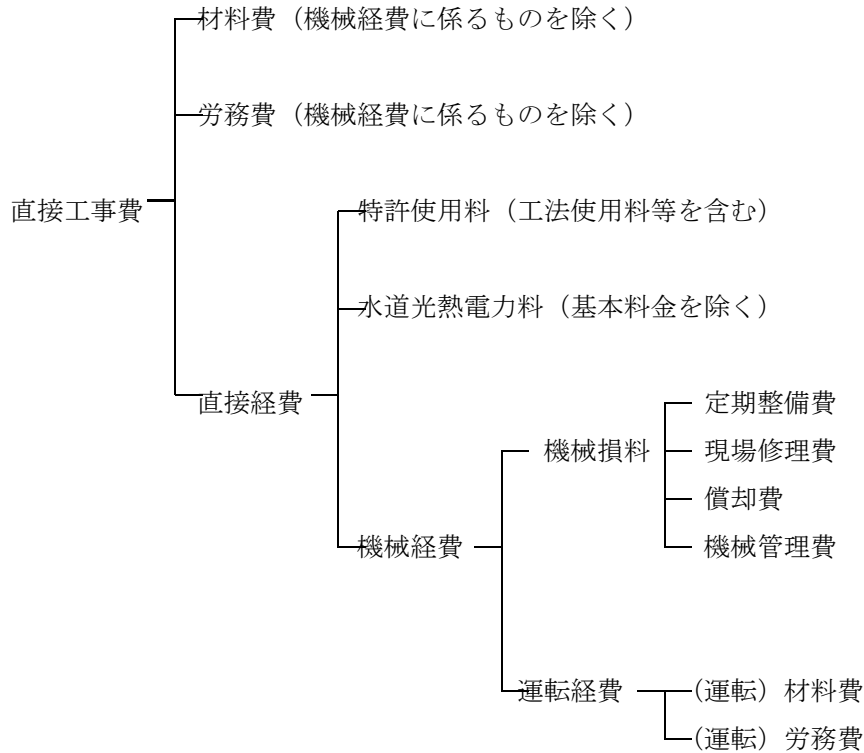 材料費（機械経費に係るものを除く）
労務費（機械経費に係るものを除く）
直接工事費
特許使用料（工法使用料等を含む）
水道光熱電力料（基本料金を除く）
直接経費
定期整備費
機械損料
現場修理費
償却費
機械経費
機械管理費
運転経費
(運転）材料費
(運転）労務費